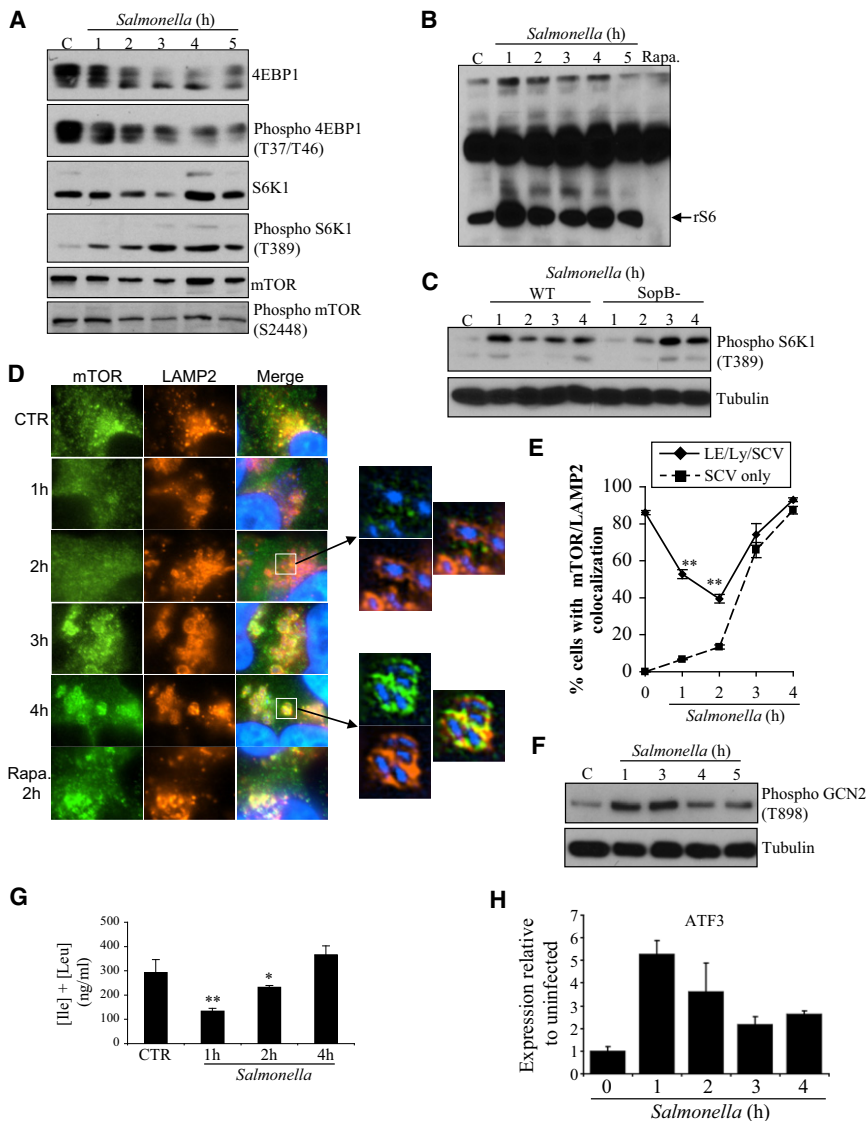 A
Salmonella (h)
C 1 2 3 4 5
4EBP1
Phospho 4EBP1
(T37/T46)
S6K1
Phospho S6K1
(T389)
mTOR
Phospho mTOR
(S2448)
B
Salmonella (h)
C 1 2 3 4 5 Rapa.
rS6
C
Salmonella (h)
WT SopB-
C 1 2 3 4 1 2 3 4
Phospho S6K1
(T389)
Tubulin
D
mTOR LAMP2 Merge
CTR
1h
2h
3h
4h
Rapa.
2h
E
LE/Ly/SCV
SCV only
% cells with mTOR/LAMP2
colocalization
100
80
60
40
20
0
** **
0 1 2 3 4
Salmonella (h)
F
Salmonella (h)
C 1 3 4 5
Phospho GCN2
(T898)
Tubulin
G
[Ile] + [Leu]
(ng/ml)
500
400
300
200
100
0
** *
CTR 1h 2h 4h
Salmonella
H
ATF3
Expression relative
to uninfected
7
6
5
4
3
2
1
0
0 1 2 3 4
Salmonella (h)